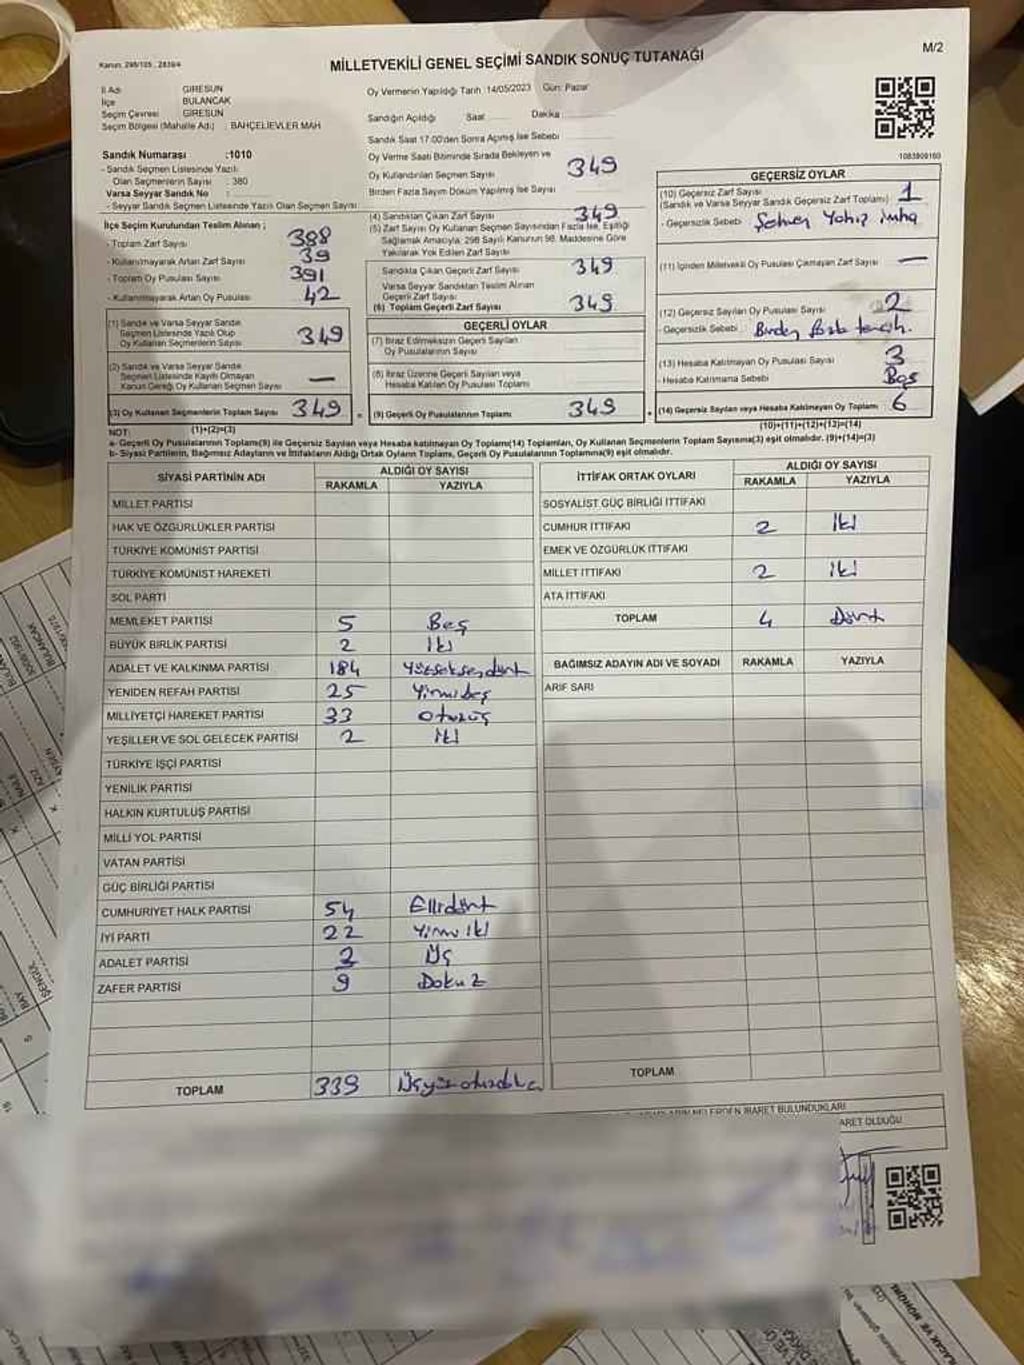 Kanun: 298/105 , 2839/4
MİLLETVEKİLİ GENEL SEÇİMİ SANDIK SONUÇ TUTANAĞI
M/2
İl Adı GİRESUN
İlçe BULANCAK
Seçim Çevresi GİRESUN
Seçim Bölgesi (Mahalle Adı) : BAHÇELİEVLER MAH
Sandık Numarası :1010
- Sandık Seçmen Listesinde Yazılı
Olan Seçmenlerin Sayısı : 380
Varsa Seyyar Sandık No :
- Seyyar Sandık Seçmen Listesinde Yazılı Olan Seçmen Sayısı
İlçe Seçim Kurulundan Teslim Alınan ;
- Toplam Zarf Sayısı 388
- Kullanılmayarak Artan Zarf Sayısı 39
- Toplam Oy Pusulası Sayısı 391
- Kullanılmayarak Artan Oy Pusulası 42
(1) Sandık ve Varsa Seyyar Sandık
Seçmen Listesinde Yazılı Olup
Oy Kullanan Seçmenlerin Sayısı 349
(2) Sandık ve Varsa Seyyar Sandık
Seçmen Listesinde Kayıtlı Olmayan
Kanun Gereği Oy Kullanan Seçmen Sayısı —
(3) Oy Kullanan Seçmenlerin Toplam Sayısı 349 =
Oy Vermenin Yapıldığı Tarih :14/05/2023 Gün: Pazar
Sandığın Açıldığı Saat Dakika
Sandık Saat 17:00'den Sonra Açılmış İse Sebebi
Oy Verme Saati Bitiminde Sırada Bekleyen ve
Oy Kullandırılan Seçmen Sayısı 349
Birden Fazla Sayım Döküm Yapılmış İse Sayısı
(4) Sandıktan Çıkan Zarf Sayısı 349
(5) Zarf Sayısı Oy Kullanan Seçmen Sayısından Fazla İse, Eşitliği
Sağlamak Amacıyla, 298 Sayılı Kanunun 98. Maddesine Göre
Yakılarak Yok Edilen Zarf Sayısı
Sandıkta Çıkan Geçerli Zarf Sayısı 349
Varsa Seyyar Sandıktan Teslim Alınan
Geçerli Zarf Sayısı
(6) Toplam Geçerli Zarf Sayısı 349
GEÇERLİ OYLAR
(7) İtiraz Edilmeksizin Geçerli Sayılan
Oy Pusulalarının Sayısı
(8) İtiraz Üzerine Geçerli Sayılan veya
Hesaba Katılan Oy Pusulası Toplamı
(9) Geçerli Oy Pusulalarının Toplamı 349 +
1083809160
GEÇERSİZ OYLAR
(10) Geçersiz Zarf Sayısı 1
(Sandık ve Varsa Seyyar Sandık Geçersiz Zarf Toplamı)
- Geçersizlik Sebebi
(11) İçinden Milletvekili Oy Pusulası Çıkmayan Zarf Sayısı —
(12) Geçersiz Sayılan Oy Pusulası Sayısı 2
- Geçersizlik Sebebi : Birden fazla tercih.
(13) Hesaba Katılmayan Oy Pusulası Sayısı 3
- Hesaba Katılmama Sebebi Boş
(14) Geçersiz Sayılan veya Hesaba Katılmayan Oy Toplamı 6
NOT: (1)+(2)=(3)
(10)+(11)+(12)+(13)=(14)
a- Geçerli Oy Pusulalarının Toplamı(9) ile Geçersiz Sayılan veya Hesaba katılmayan Oy Toplamı(14) Toplamları, Oy Kullanan Seçmenlerin Toplam Sayısına(3) eşit olmalıdır. (9)+(14)=(3)
b- Siyasi Partilerin, Bağımsız Adayların ve İttifakların Aldığı Ortak Oyların Toplamı, Geçerli Oy Pusulalarının Toplamına(9) eşit olmalıdır.
SİYASİ PARTİNİN ADI ALDIĞI OY SAYISI
RAKAMLA YAZIYLA
MİLLET PARTİSİ
HAK VE ÖZGÜRLÜKLER PARTİSİ
TÜRKİYE KOMÜNİST PARTİSİ
TÜRKİYE KOMÜNİST HAREKETİ
SOL PARTİ
MEMLEKET PARTİSİ 5 Beş
BÜYÜK BİRLİK PARTİSİ 2 İki
ADALET VE KALKINMA PARTİSİ 184 Yüzseksendört
YENİDEN REFAH PARTİSİ 25 Yirmibeş
MİLLİYETÇİ HAREKET PARTİSİ 33 Otuzüç
YEŞİLLER VE SOL GELECEK PARTİSİ 2 İki
TÜRKİYE İŞÇİ PARTİSİ
YENİLİK PARTİSİ
HALKIN KURTULUŞ PARTİSİ
MİLLİ YOL PARTİSİ
VATAN PARTİSİ
GÜÇ BİRLİĞİ PARTİSİ
CUMHURİYET HALK PARTİSİ 54 Ellidört
İYİ PARTİ 22 Yirmi iki
ADALET PARTİSİ 3 Üç
ZAFER PARTİSİ 9 Dokuz
TOPLAM 339 Üçyüzotuzdokuz
İTTİFAK ORTAK OYLARI ALDIĞI OY SAYISI
RAKAMLA YAZIYLA
SOSYALİST GÜÇ BİRLİĞİ İTTİFAKI
CUMHUR İTTİFAKI 2 İki
EMEK VE ÖZGÜRLÜK İTTİFAKI
MİLLET İTTİFAKI 2 İki
ATA İTTİFAKI
TOPLAM 4 Dört
BAĞIMSIZ ADAYIN ADI VE SOYADI RAKAMLA YAZIYLA
ARİF SARI
TOPLAM
NELERDEN İBARET BULUNDUKLARI
ARET OLDUĞU